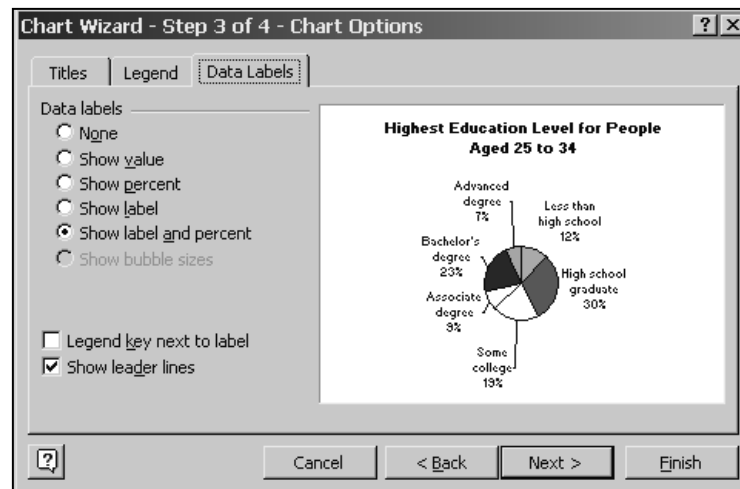 Chart Wizard - Step 3 of 4 - Chart Options
Titles
Legend
Data Labels
Data labels
None
Show value
Show percent
Show label
Show label and percent
Show bubble sizes
Legend key next to label
Show leader lines
Highest Education Level for People
Aged 25 to 34
Advanced
degree
7%
Less than
high school
12%
Bachelor's
degree
23%
High school
graduate
30%
Associate
degree
9%
Some
college
19%
Cancel
< Back
Next >
Finish